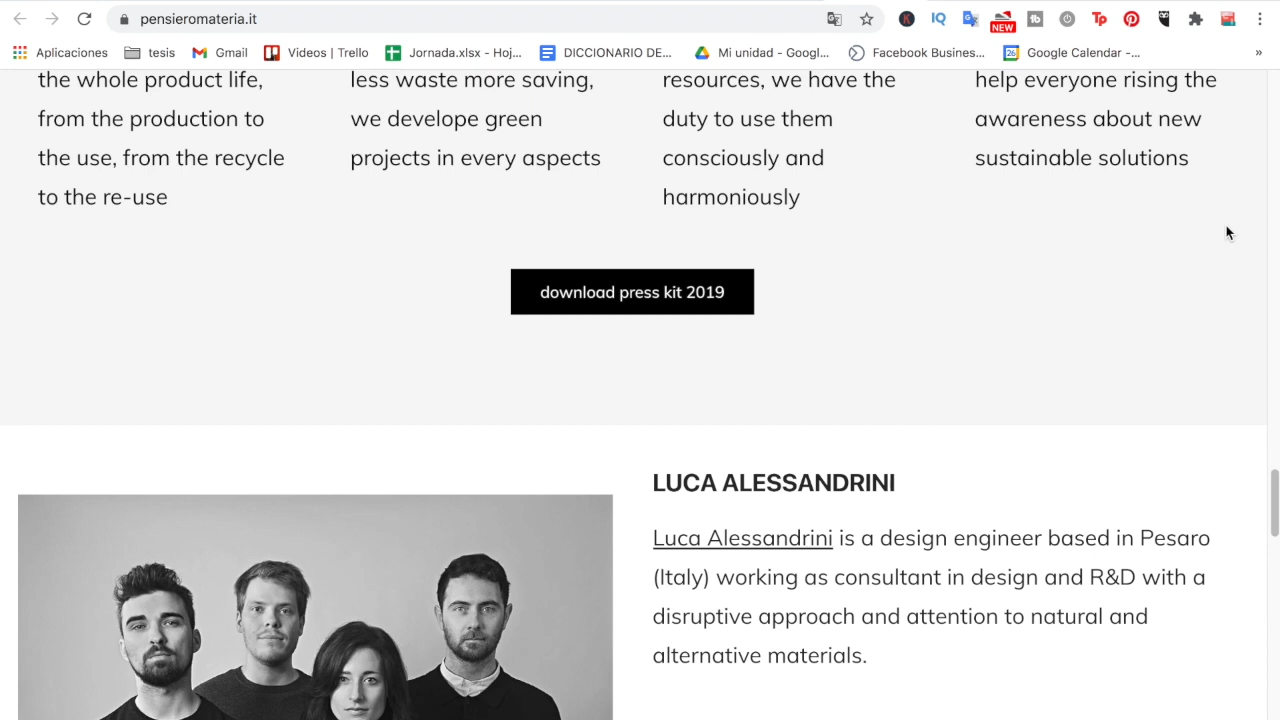 pensieromateria.it
NEW
Aplicaciones
tesis
Gmail
Videos | Trello
Jornada.xlsx - Hoj...
DICCIONARIO DE...
Mi unidad - Googl...
Facebook Busines...
Google Calendar -...
»
the whole product life,
from the production to
the use, from the recycle
to the re-use
less waste more saving,
we develope green
projects in every aspects
resources, we have the
duty to use them
consciously and
harmoniously
help everyone rising the
awareness about new
sustainable solutions
download press kit 2019
LUCA ALESSANDRINI
Luca Alessandrini is a design engineer based in Pesaro
(Italy) working as consultant in design and R&D with a
disruptive approach and attention to natural and
alternative materials.